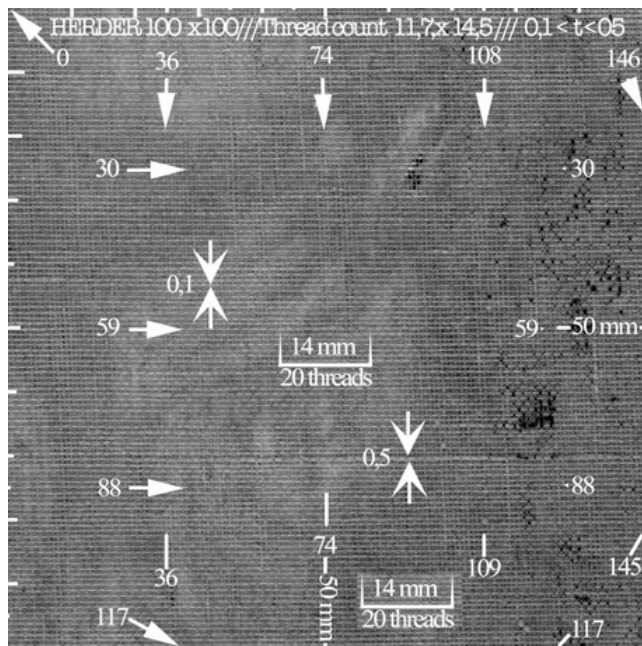 HERDER 100 x100///Thread count 11,7,x 14,5/// 0,1 < t<05
0
36
74
108
146
30
30
0,1
59
59
50 mm
14 mm
20 threads
0,5
88
88
74
36
109
145
50 mm
14 mm
20 threads
117
117